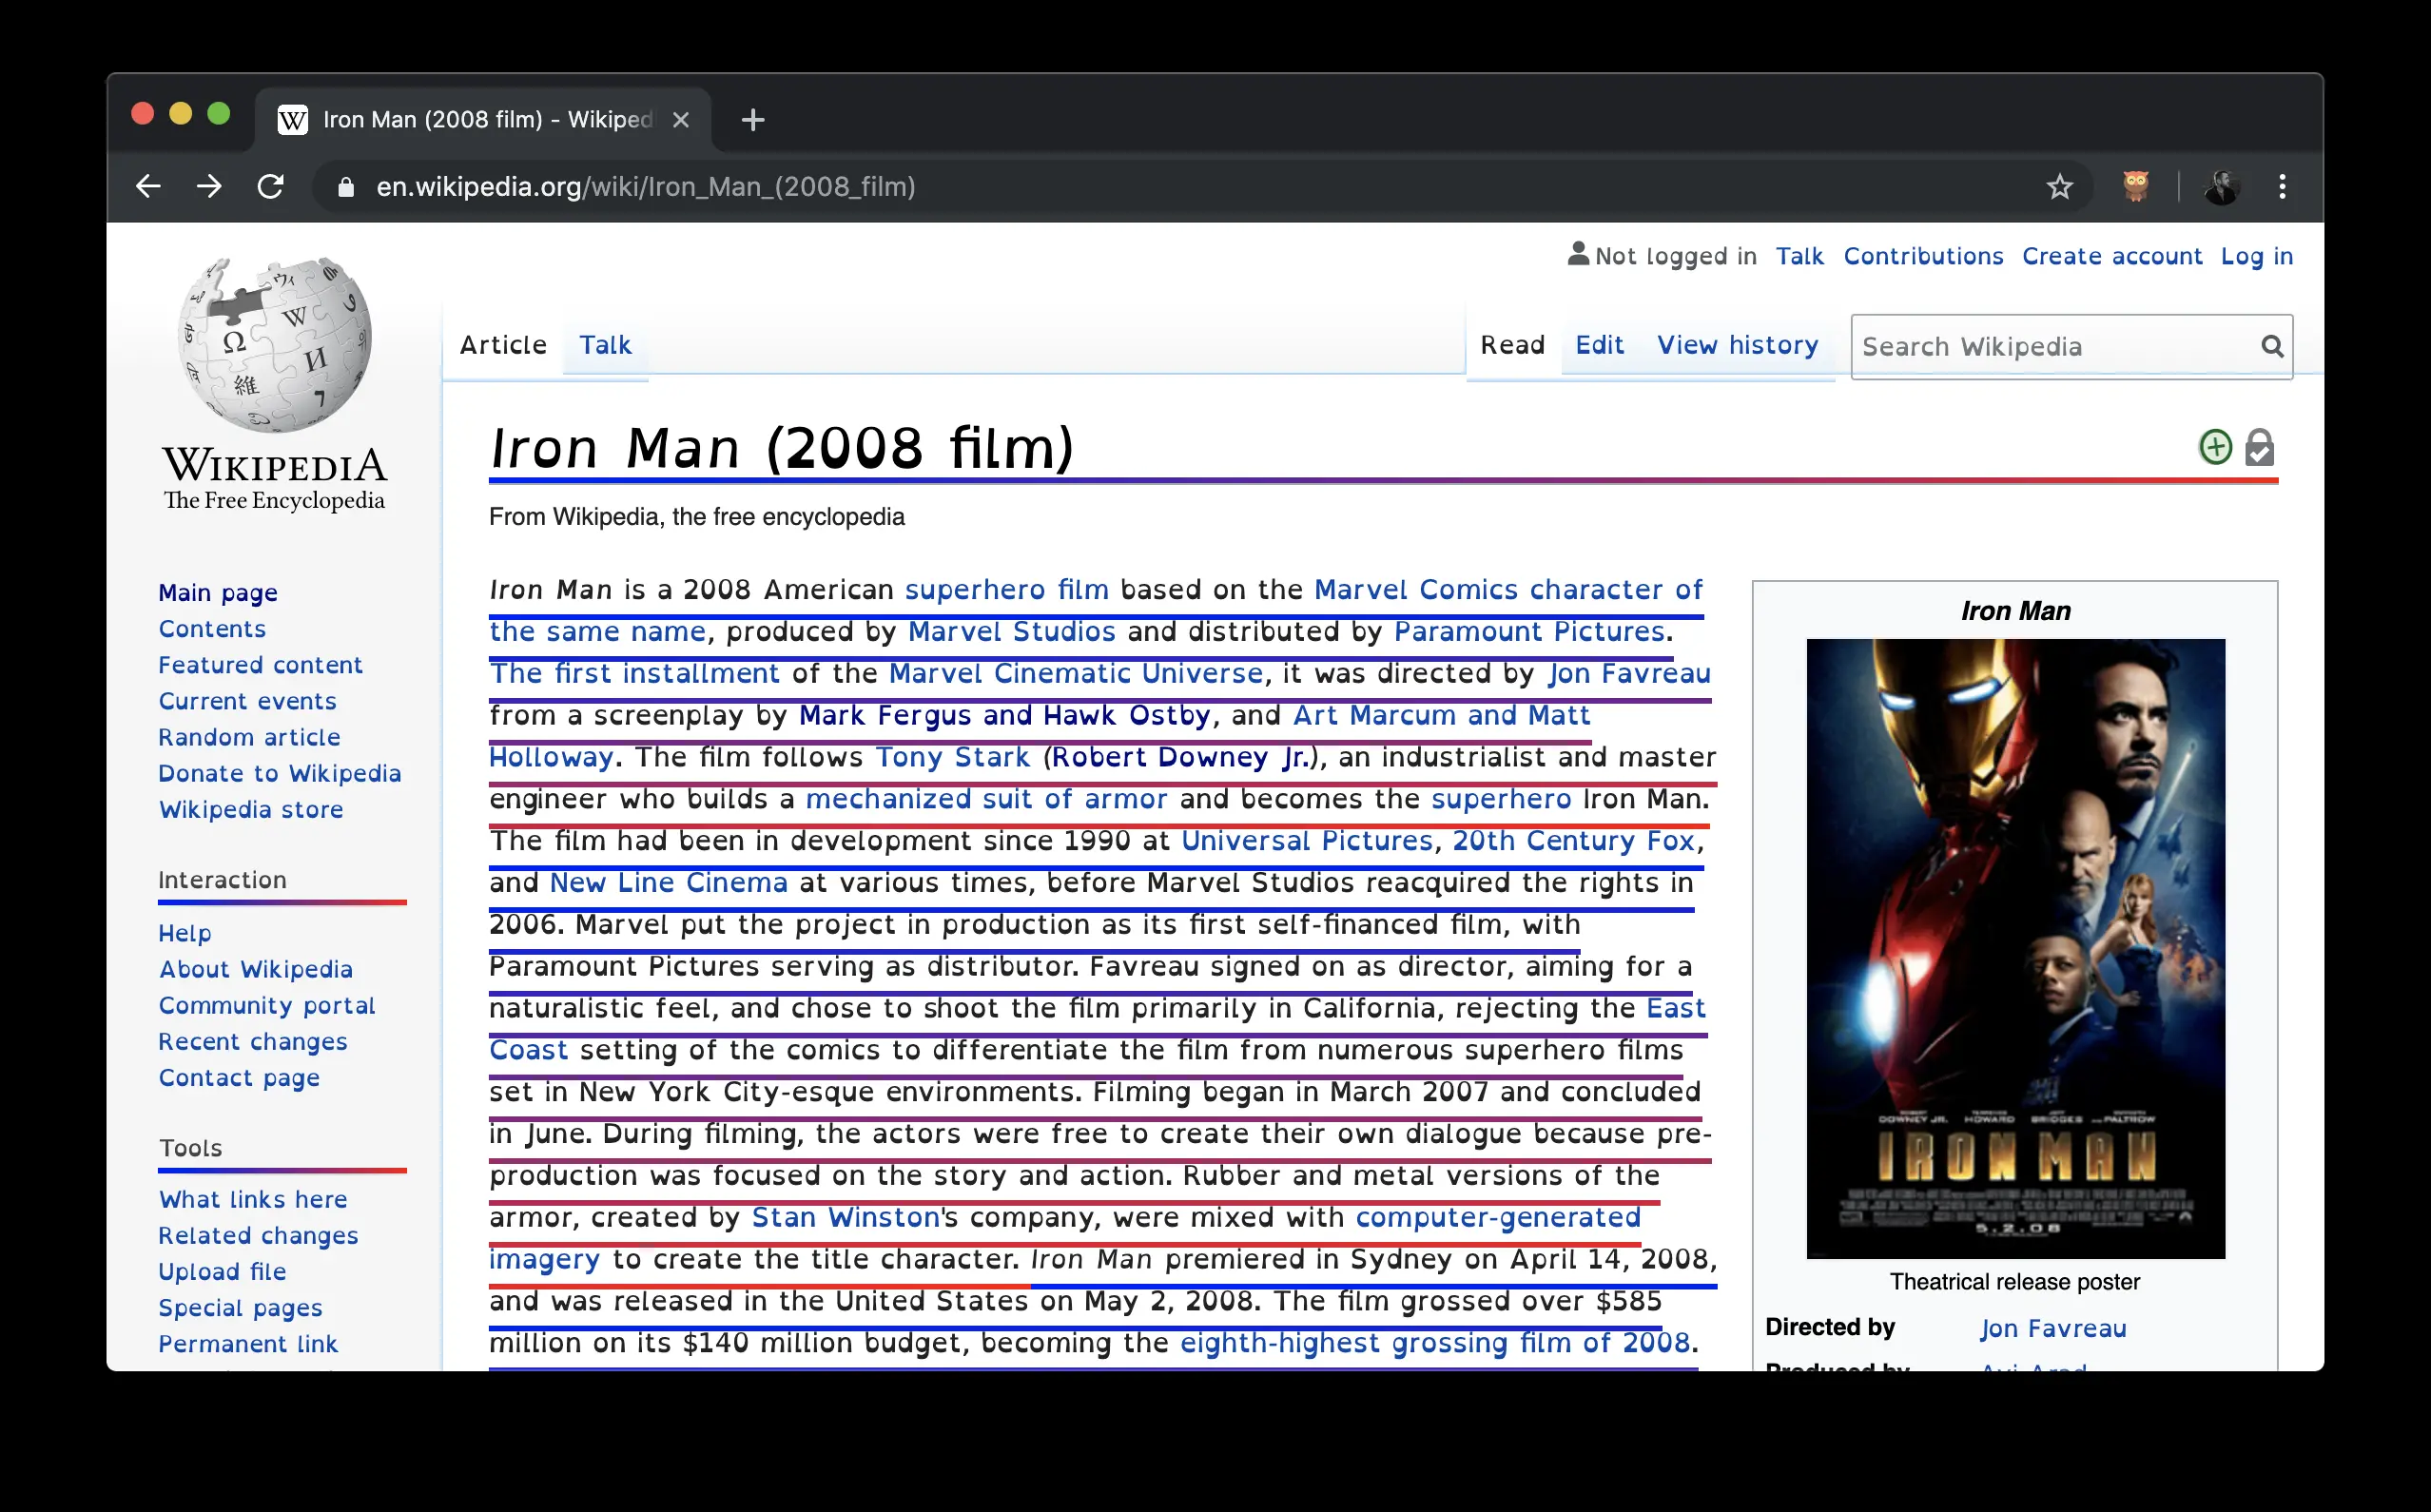 Iron Man (2008 film) - Wikiped
en.wikipedia.org/wiki/Iron_Man_(2008_film)
Not logged in Talk Contributions Create account Log in
Article Talk Read Edit View history Search Wikipedia
WIKIPEDIA
The Free Encyclopedia
Main page
Contents
Featured content
Current events
Random article
Donate to Wikipedia
Wikipedia store
Interaction
Help
About Wikipedia
Community portal
Recent changes
Contact page
Tools
What links here
Related changes
Upload file
Special pages
Permanent link
Iron Man (2008 film)
From Wikipedia, the free encyclopedia
Iron Man is a 2008 American superhero film based on the Marvel Comics character of
the same name, produced by Marvel Studios and distributed by Paramount Pictures.
The first installment of the Marvel Cinematic Universe, it was directed by Jon Favreau
from a screenplay by Mark Fergus and Hawk Ostby, and Art Marcum and Matt
Holloway. The film follows Tony Stark (Robert Downey Jr.), an industrialist and master
engineer who builds a mechanized suit of armor and becomes the superhero Iron Man.
The film had been in development since 1990 at Universal Pictures, 20th Century Fox,
and New Line Cinema at various times, before Marvel Studios reacquired the rights in
2006. Marvel put the project in production as its first self-financed film, with
Paramount Pictures serving as distributor. Favreau signed on as director, aiming for a
naturalistic feel, and chose to shoot the film primarily in California, rejecting the East
Coast setting of the comics to differentiate the film from numerous superhero films
set in New York City-esque environments. Filming began in March 2007 and concluded
in June. During filming, the actors were free to create their own dialogue because pre-
production was focused on the story and action. Rubber and metal versions of the
armor, created by Stan Winston's company, were mixed with computer-generated
imagery to create the title character. Iron Man premiered in Sydney on April 14, 2008,
and was released in the United States on May 2, 2008. The film grossed over $585
million on its $140 million budget, becoming the eighth-highest grossing film of 2008.
Iron Man
DOWNEY JR. HOWARD BRIDGES PALTROW
IRON MAN
5.2.08
Theatrical release poster
Directed by Jon Favreau
Produced by Avi Arad